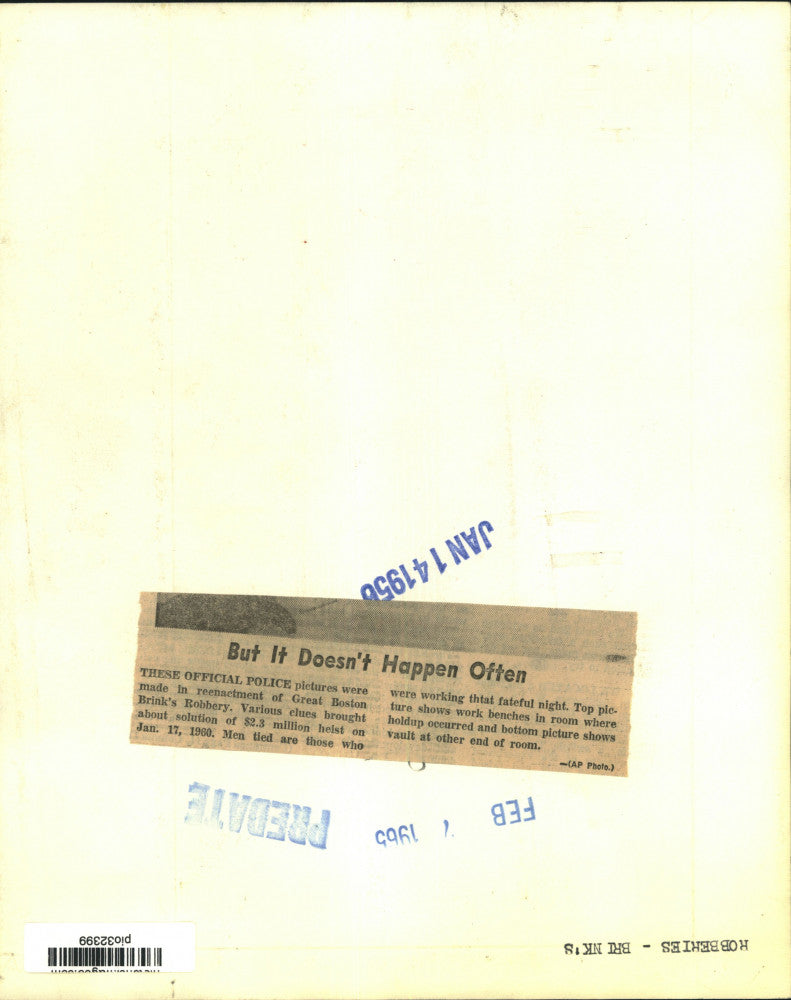 JAN 14 1956
But It Doesn't Happen Often
THESE OFFICIAL POLICE pictures were
made in reenactment of Great Boston
Brink's Robbery. Various clues brought
about solution of $2.3 million heist on
Jan. 17, 1960. Men tied are those who
were working thtat fateful night. Top pic-
ture shows work benches in room where
holdup occurred and bottom picture shows
vault at other end of room.
—(AP Photo.)
PREDATE
FEB 7 1965
ROBBERIES - BRINK'S
pio32399